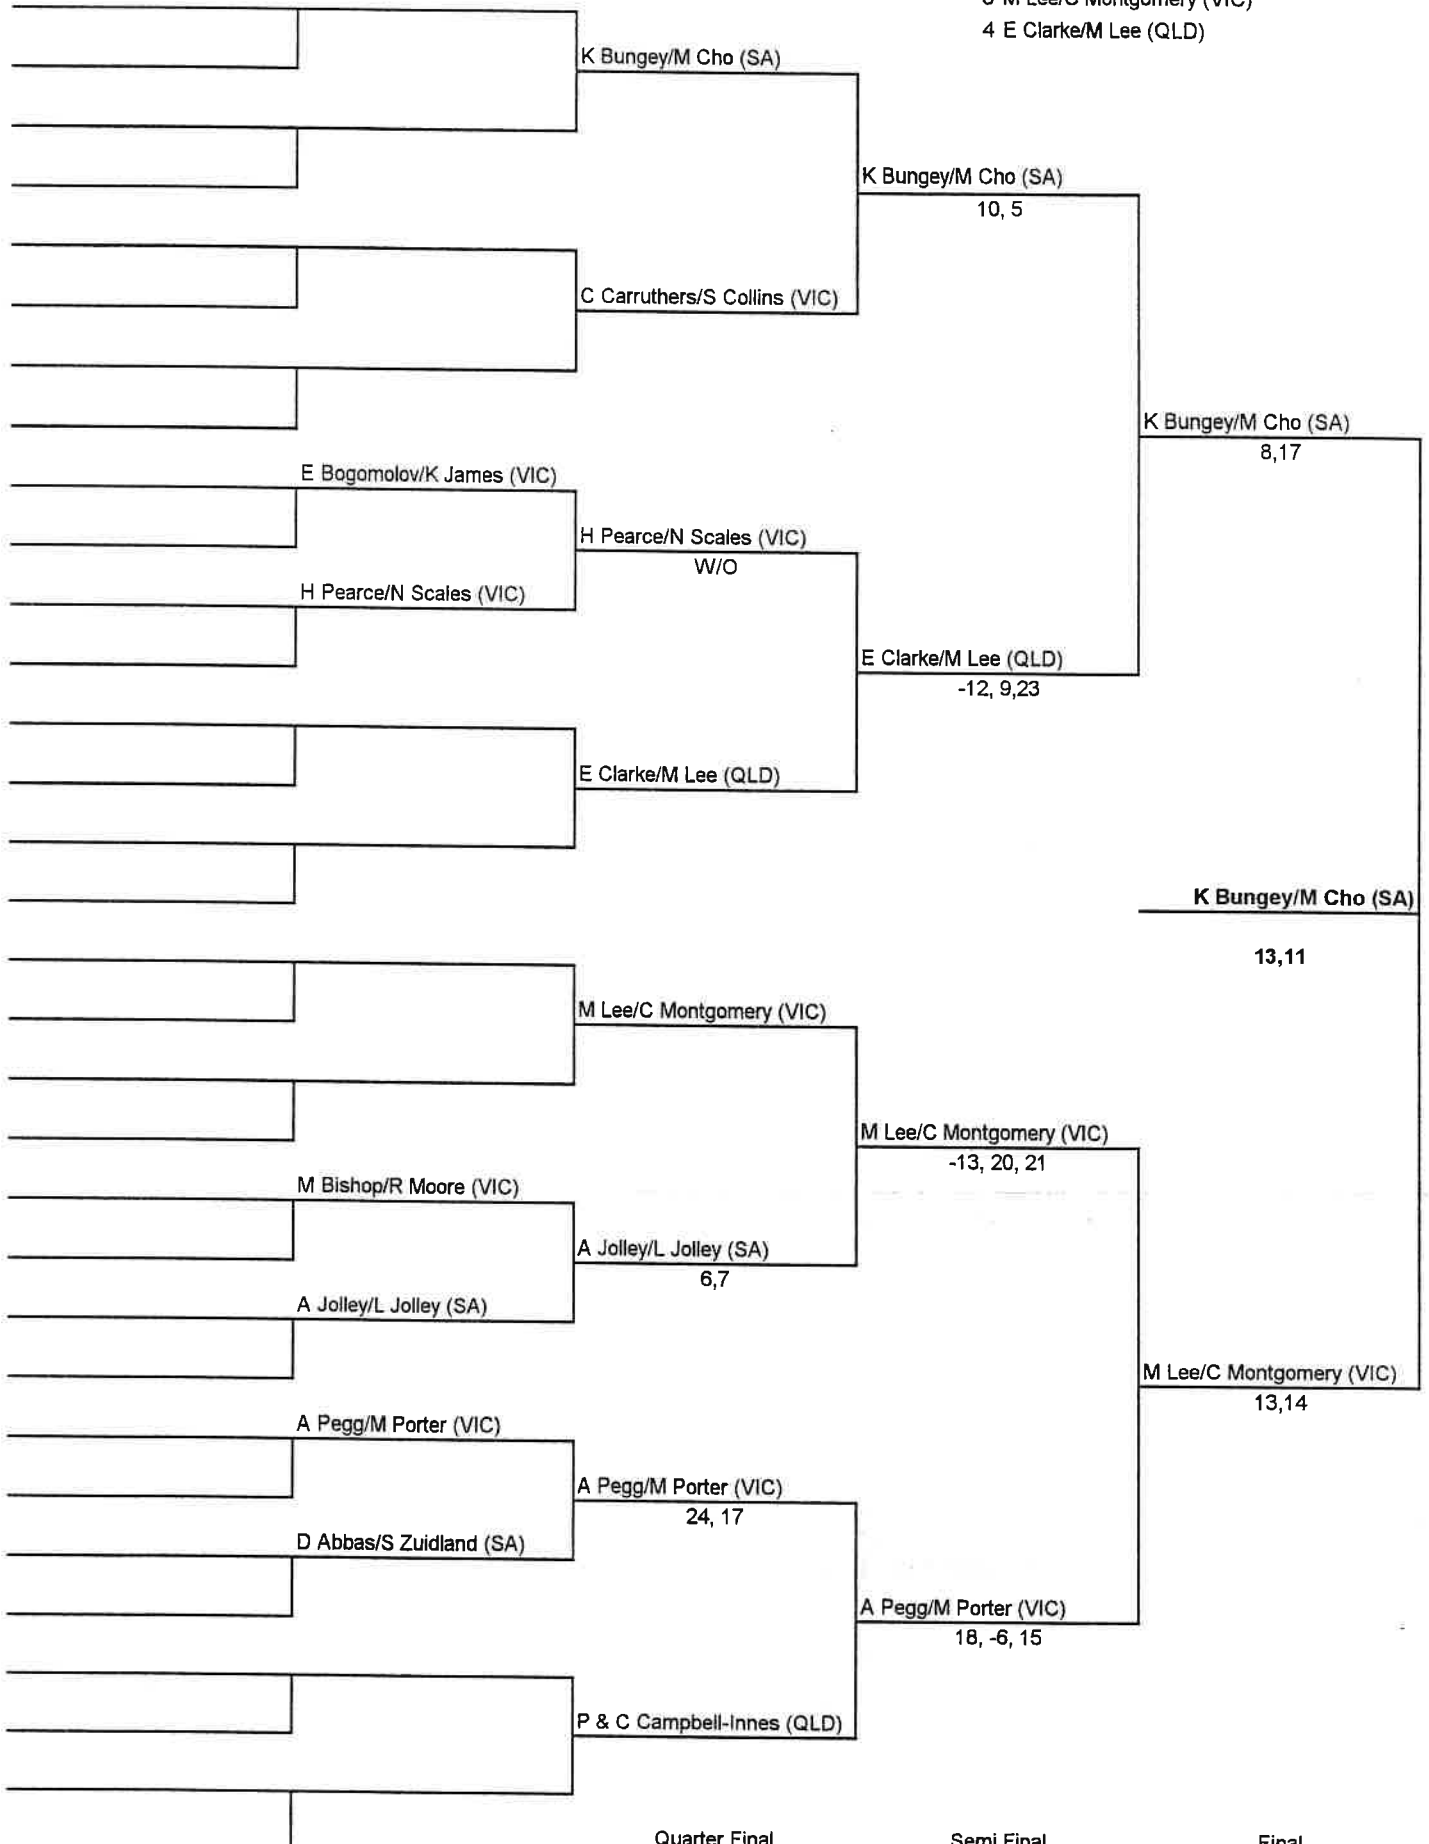 3 M Lee/C Montgomery (VIC)
4 E Clarke/M Lee (QLD)
K Bungey/M Cho (SA)
K Bungey/M Cho (SA)
10, 5
C Carruthers/S Collins (VIC)
K Bungey/M Cho (SA)
8,17
E Bogomolov/K James (VIC)
H Pearce/N Scales (VIC)
W/O
H Pearce/N Scales (VIC)
E Clarke/M Lee (QLD)
-12, 9,23
E Clarke/M Lee (QLD)
K Bungey/M Cho (SA)
13,11
M Lee/C Montgomery (VIC)
M Lee/C Montgomery (VIC)
-13, 20, 21
M Bishop/R Moore (VIC)
A Jolley/L Jolley (SA)
6,7
A Jolley/L Jolley (SA)
M Lee/C Montgomery (VIC)
13,14
A Pegg/M Porter (VIC)
A Pegg/M Porter (VIC)
24, 17
D Abbas/S Zuidland (SA)
A Pegg/M Porter (VIC)
18, -6, 15
P & C Campbell-Innes (QLD)
Quarter Final
Semi Final
Final